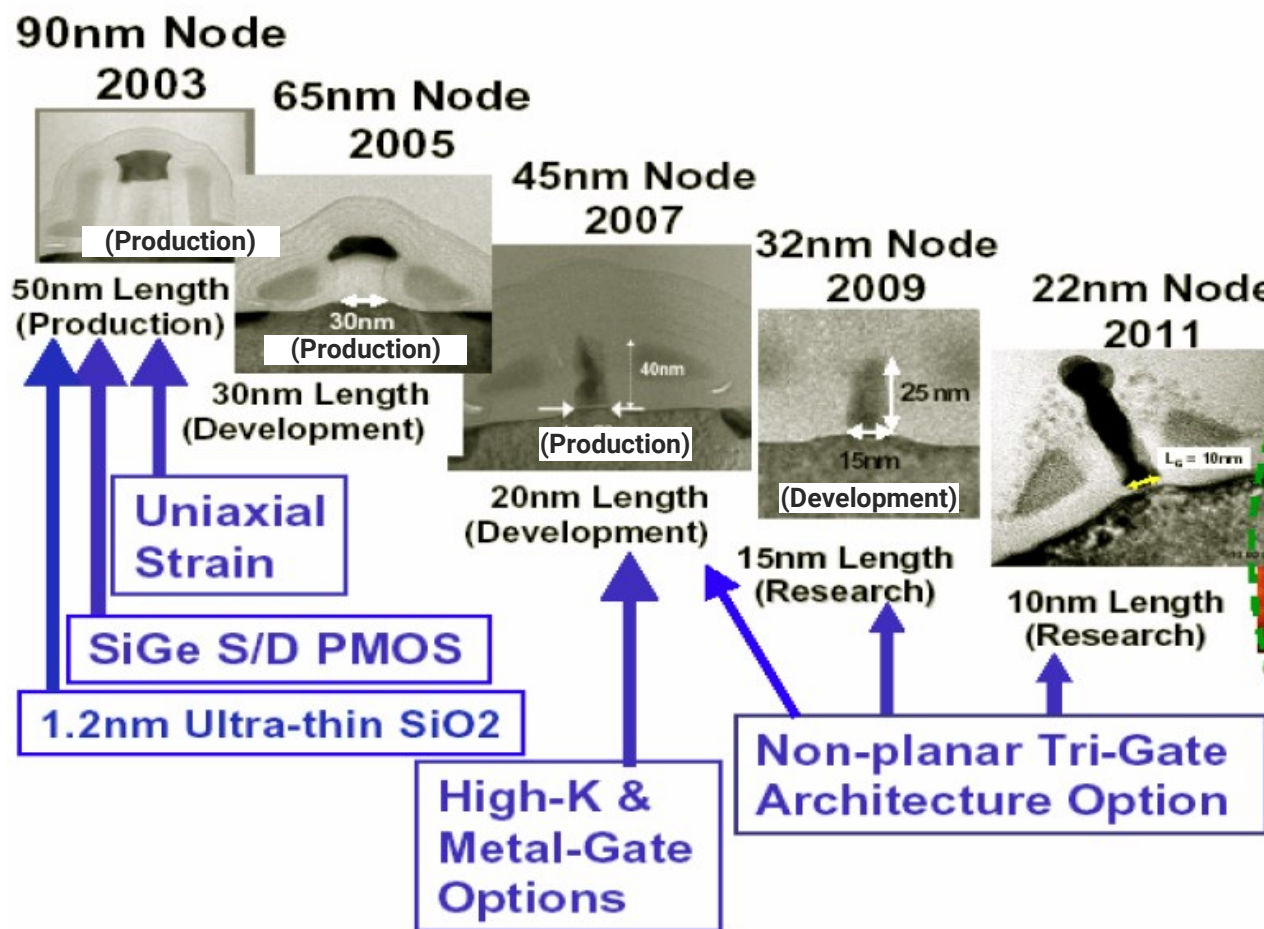 90nm Node
2003
(Production)
50nm Length
(Production)
65nm Node
2005
30nm
(Production)
30nm Length
(Development)
45nm Node
2007
40nm
(Production)
20nm Length
(Development)
32nm Node
2009
25 nm
15nm
(Development)
15nm Length
(Research)
22nm Node
2011
L_G = 10nm
10nm Length
(Research)
Uniaxial
Strain
SiGe S/D PMOS
1.2nm Ultra-thin SiO2
High-K &
Metal-Gate
Options
Non-planar Tri-Gate
Architecture Option